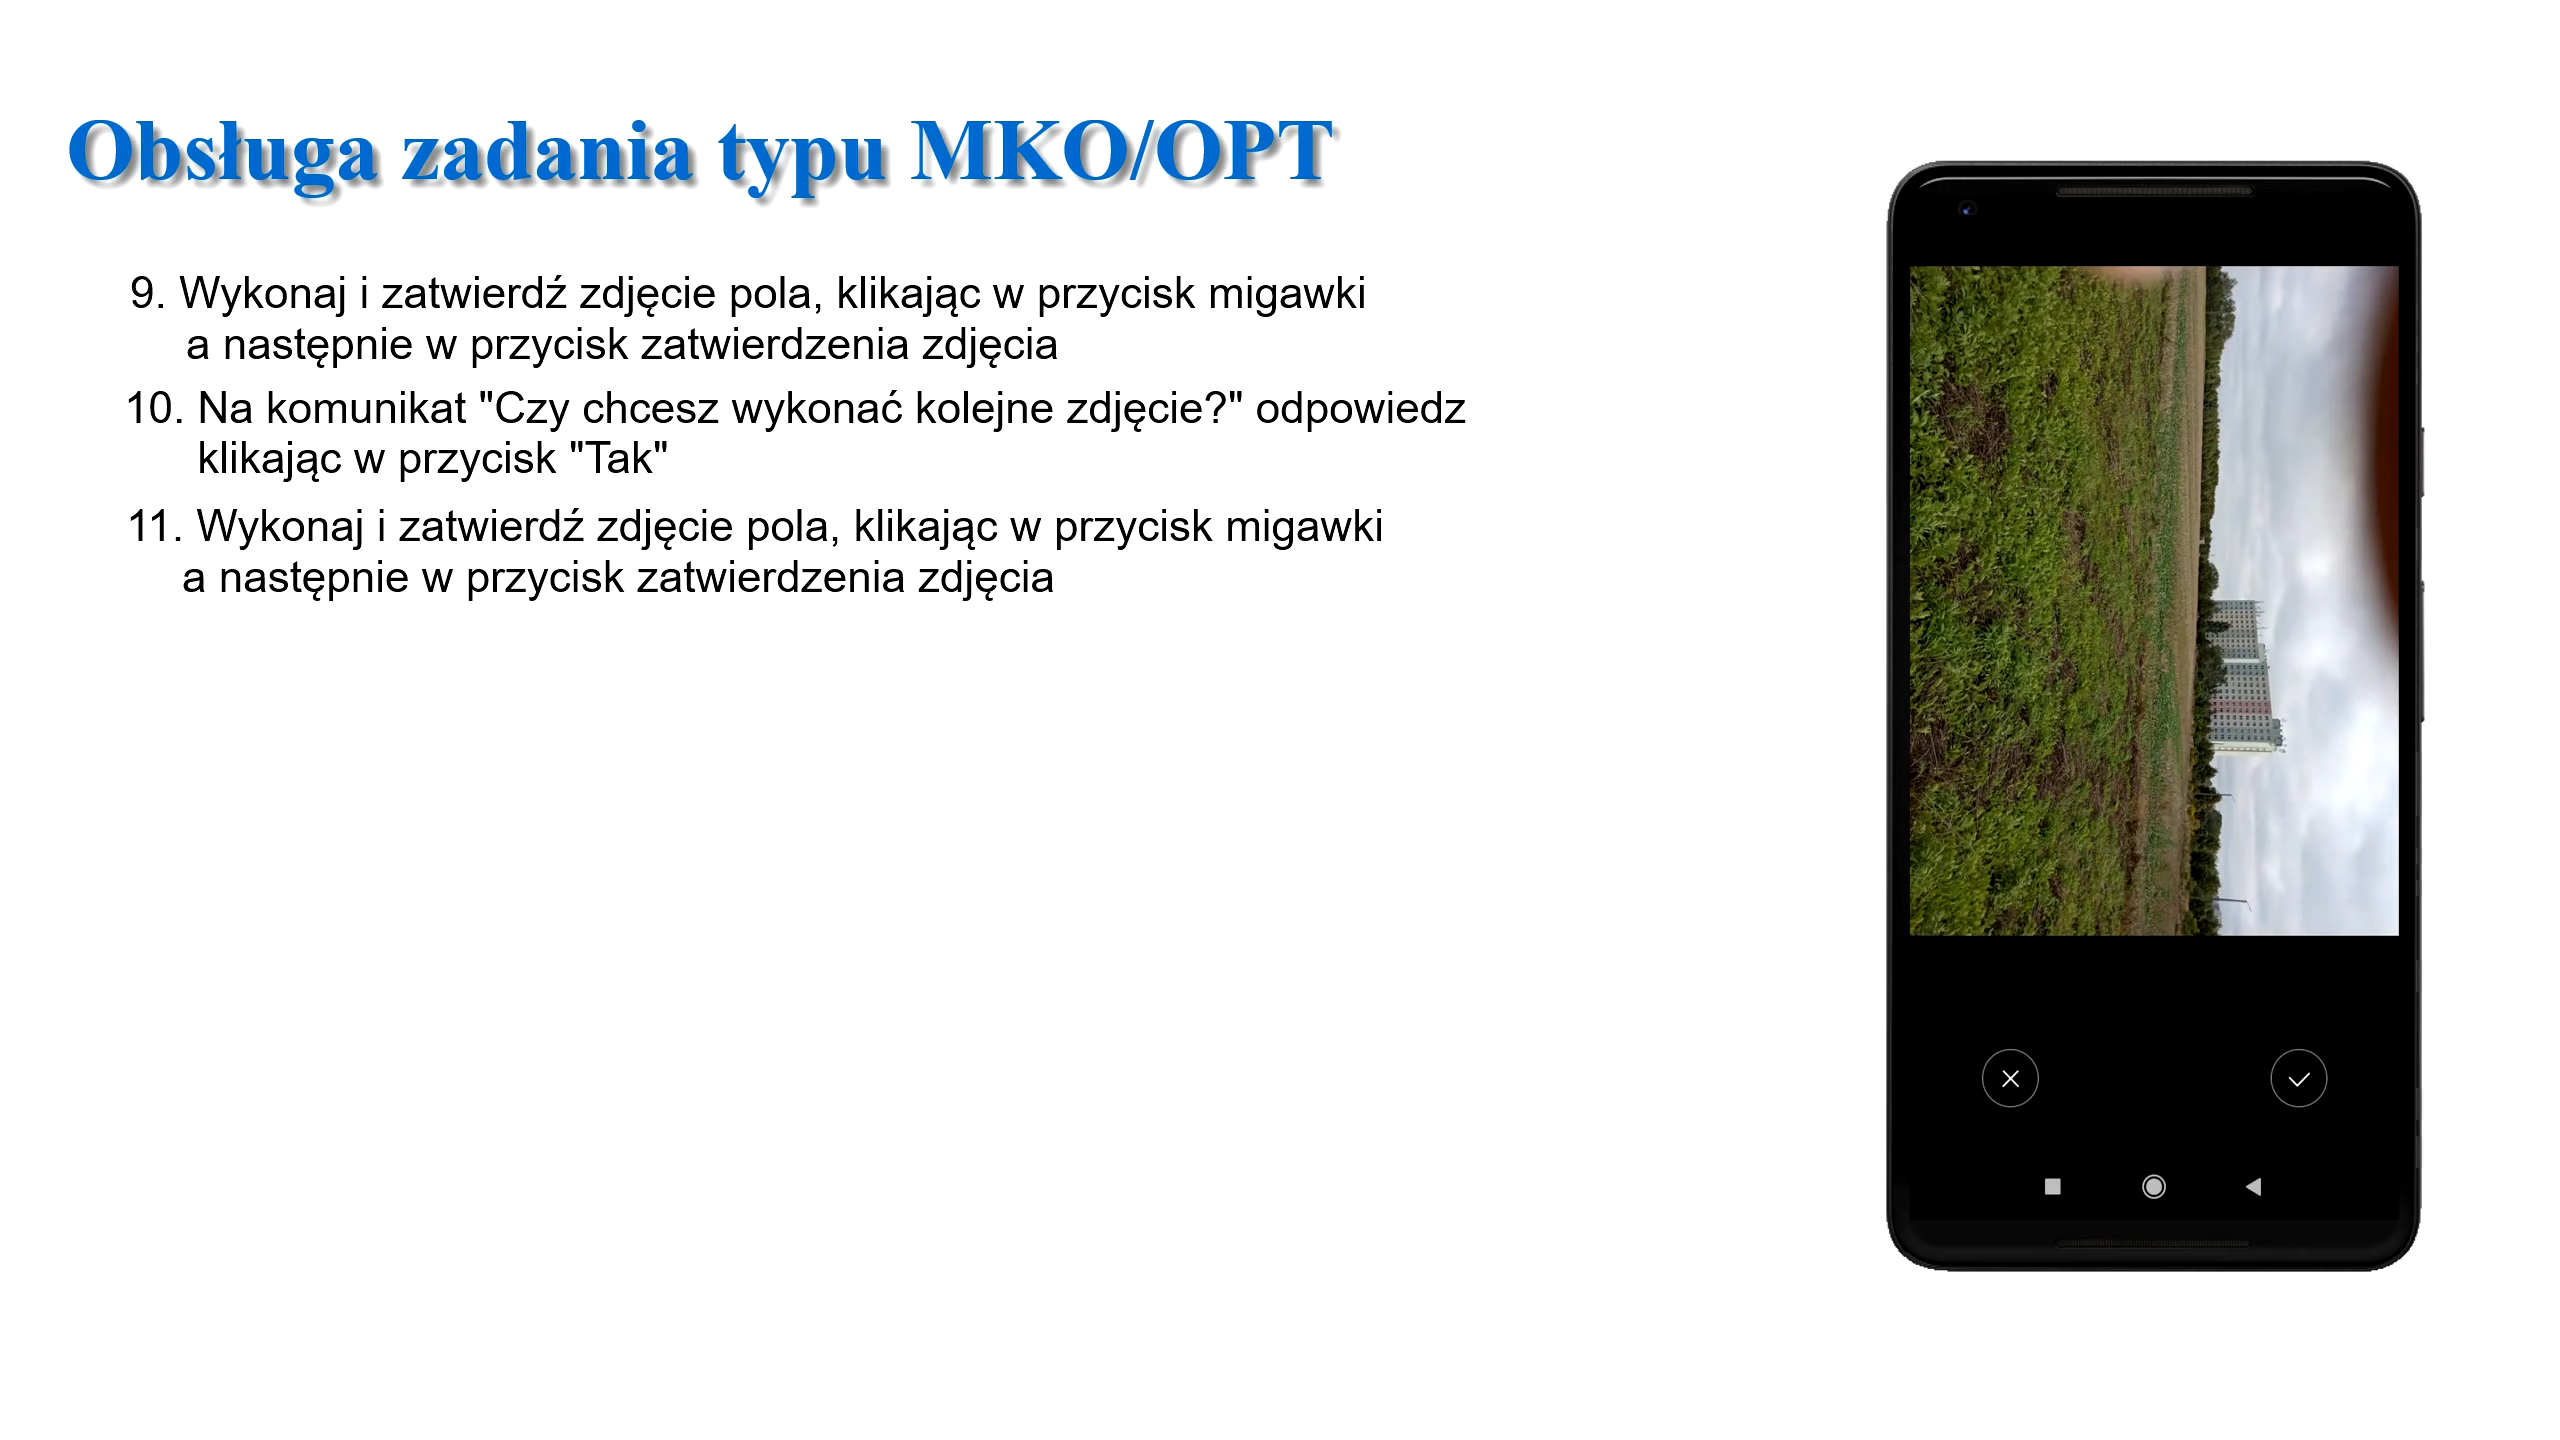 Obsługa zadania typu MKO/OPT
9. Wykonaj i zatwierdź zdjęcie pola, klikając w przycisk migawki
a następnie w przycisk zatwierdzenia zdjęcia
10. Na komunikat "Czy chcesz wykonać kolejne zdjęcie?" odpowiedz
klikając w przycisk "Tak"
11. Wykonaj i zatwierdź zdjęcie pola, klikając w przycisk migawki
a następnie w przycisk zatwierdzenia zdjęcia